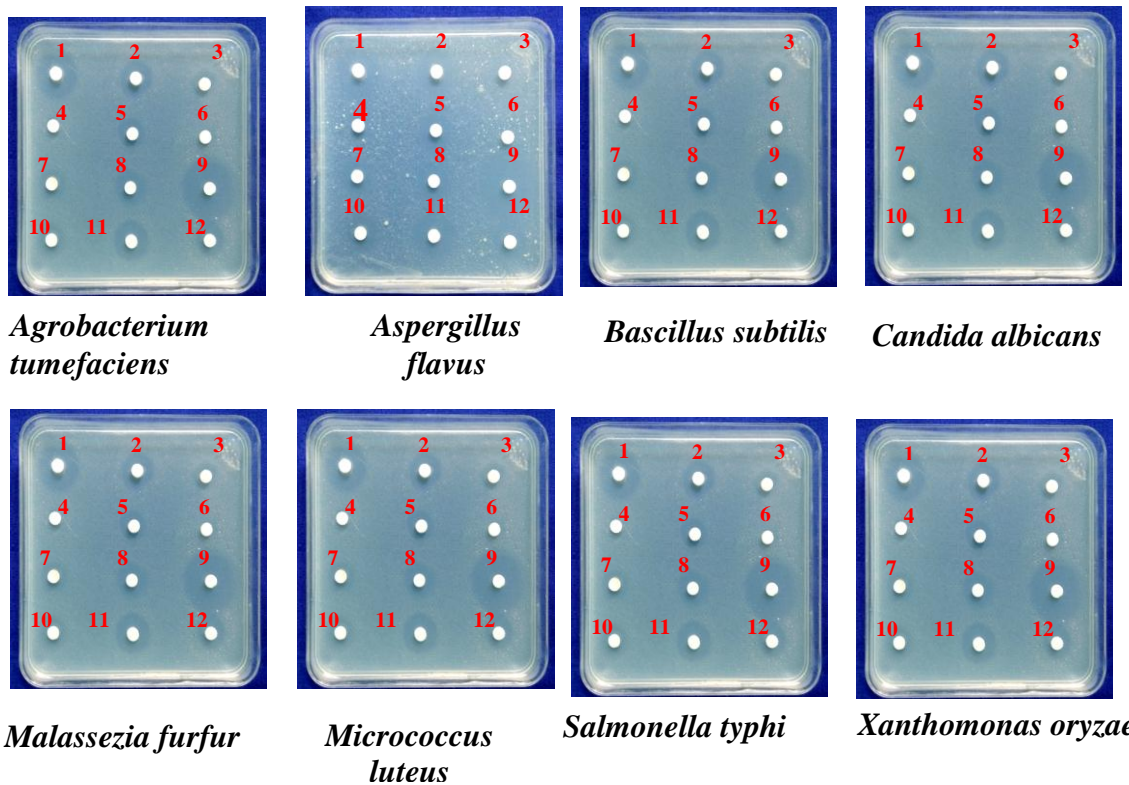 1 2 3
4 5 6
7 8 9
10 11 12
Agrobacterium
tumefaciens
1 2 3
4 5 6
7 8 9
10 11 12
Aspergillus
flavus
1 2 3
4 5 6
7 8 9
10 11 12
Bascillus subtilis
1 2 3
4 5 6
7 8 9
10 11 12
Candida albicans
1 2 3
4 5 6
7 8 9
10 11 12
Malassezia furfur
1 2 3
4 5 6
7 8 9
10 11 12
Micrococcus
luteus
1 2 3
4 5 6
7 8 9
10 11 12
Salmonella typhi
1 2 3
4 5 6
7 8 9
10 11 12
Xanthomonas oryzae